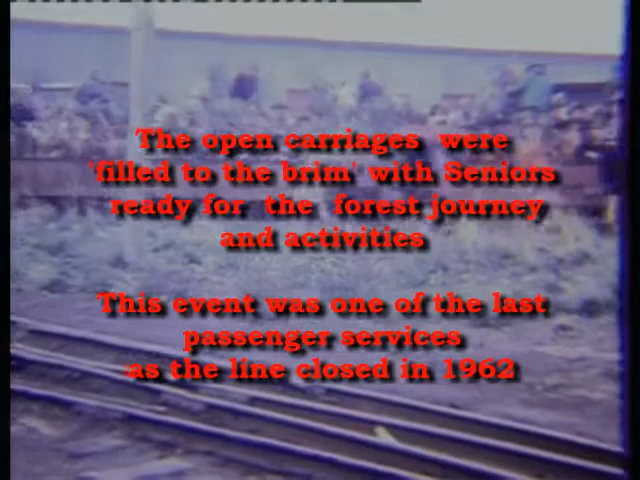 The open carriages were
'filled to the brim' with Seniors
ready for the forest journey
and activities
This event was one of the last
passenger services
as the line closed in 1962